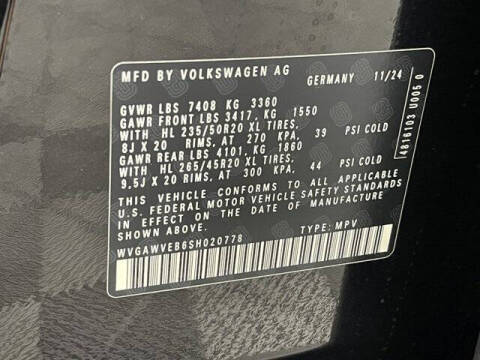 MFD BY VOLKSWAGEN AG GERMANY 11/24
GVWR LBS 7408 KG 3360
GAWR FRONT LBS 3417, KG 1550
WITH HL 235/50R20 XL TIRES,
8J X 20 RIMS, AT 270 KPA, 39 PSI COLD
GAWR REAR LBS 4101, KG 1860
WITH HL 265/45R20 XL TIRES,
9.5J X 20 RIMS, AT 300 KPA, 44 PSI COLD
THIS VEHICLE CONFORMS TO ALL APPLICABLE
U.S. FEDERAL MOTOR VEHICLE SAFETY STANDARDS
IN EFFECT ON THE DATE OF MANUFACTURE
SHOWN ABOVE.
WVGAWVEB6SH020778 TYPE: MPV
4816103 U005 0